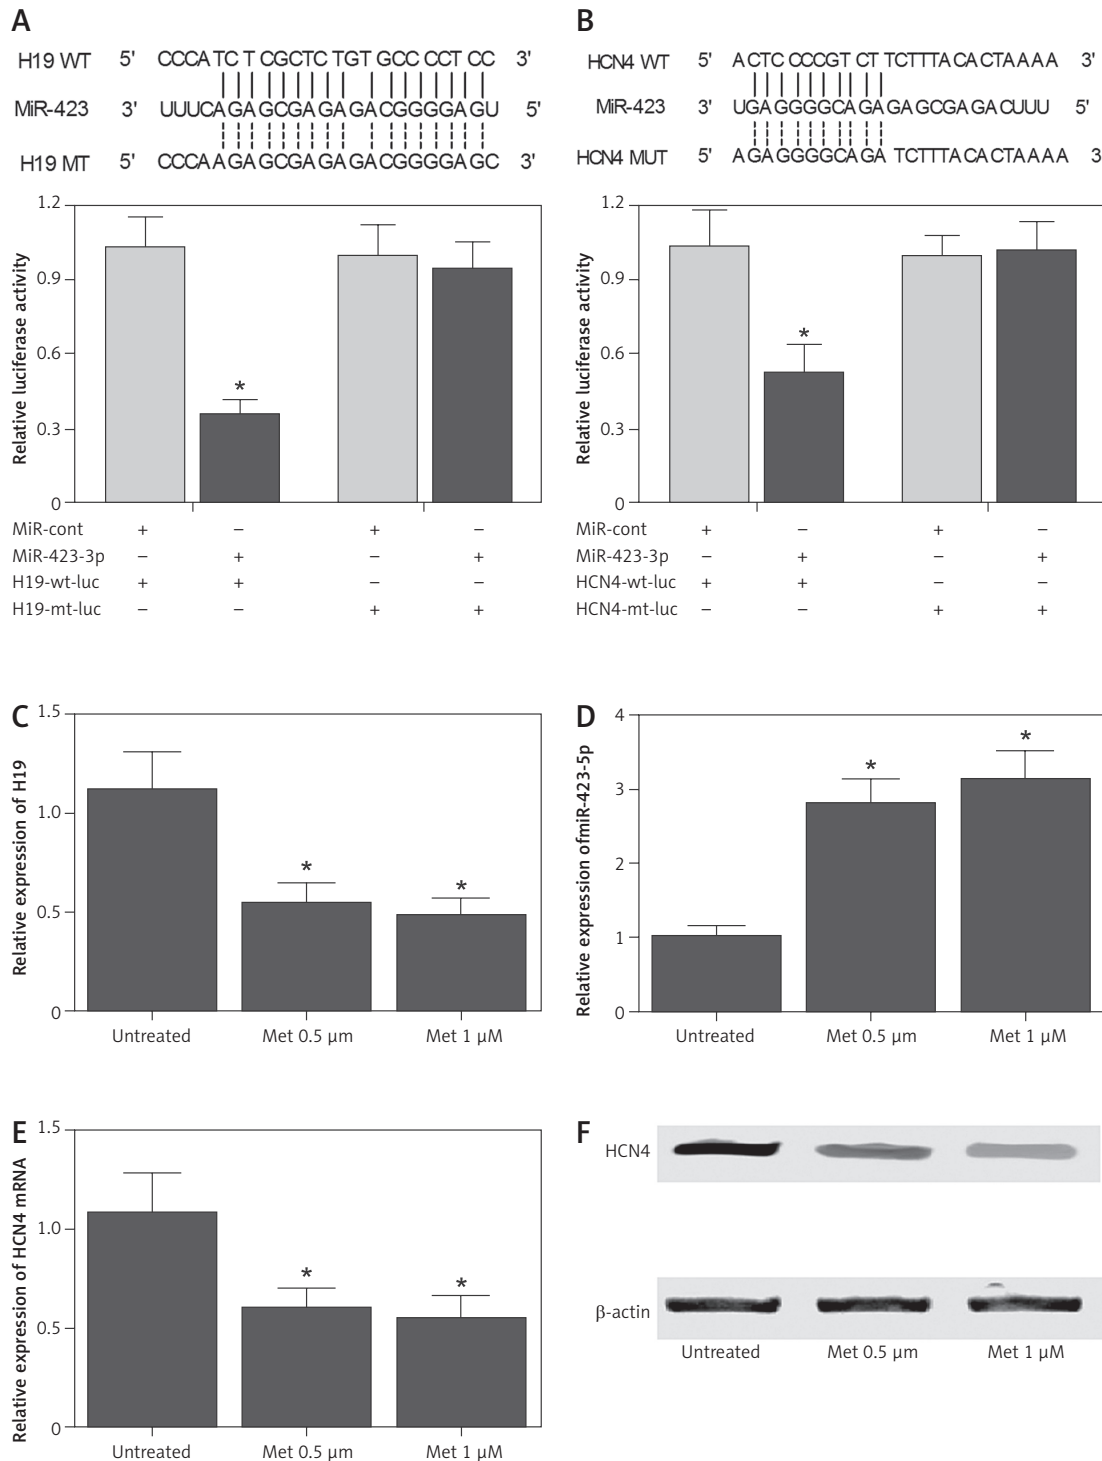 A
H19 WT 5' CCCA TC T CGCTC TGT GCC CCT CC 3'
MiR-423 3' UUUCAGAGCGAGAGACGGGGAGU 5'
H19 MT 5' CCCAAGAGCGAGAGACGGGGAGC 3'
1.2
0.9
0.6
0.3
0
Relative luciferase activity
*
MiR-cont + – + –
MiR-423-3p – + – +
H19-wt-luc + + – –
H19-mt-luc – – + +
B
HCN4 WT 5' ACTCCCCGTCTTCTTTACACTAAAA 3'
MiR-423 3' UGAGGGGCAGAGAGCGAGACUUU 5'
HCN4 MUT 5' AGAGGGGCAGATCTTTACACTAAAA 3
1.2
0.9
0.6
0.3
0
Relative luciferase activity
*
MiR-cont + – + –
MiR-423-3p – + – +
HCN4-wt-luc + + – –
HCN4-mt-luc – – + +
C
1.5
1.0
0.5
0
Relative expression of H19
* *
Untreated Met 0.5 µm Met 1 µM
D
4
3
2
1
0
Relative expression ofmiR-423-5p
* *
Untreated Met 0.5 µm Met 1 µM
E
1.5
1.0
0.5
0
Relative expression of HCN4 mRNA
* *
Untreated Met 0.5 µm Met 1 µM
F
HCN4
β-actin
Untreated Met 0.5 µm Met 1 µM